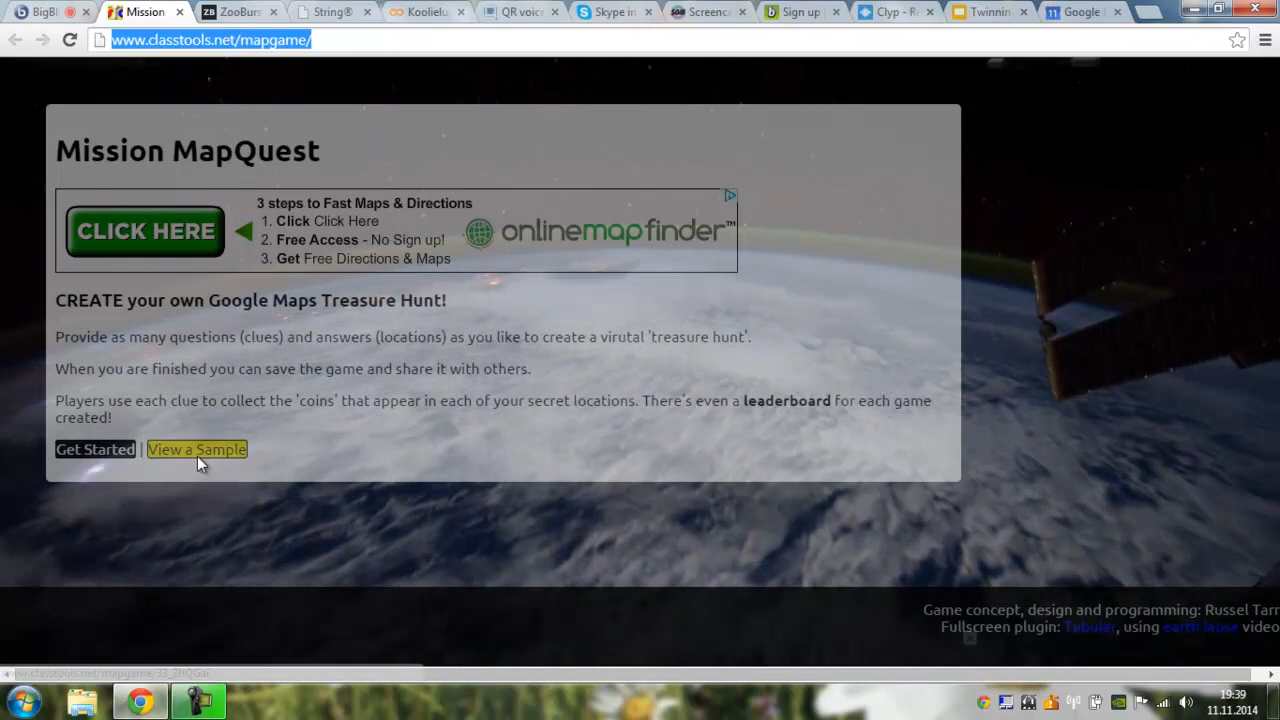 BigBl
Mission
ZooBurs
String®
Koolielu
QR voice
Skype in
Screenca
Sign up
Clyp - Re
Twinnin
Google
www.classtools.net/mapgame/
Mission MapQuest
CLICK HERE
3 steps to Fast Maps & Directions
1. Click Click Here
2. Free Access - No Sign up!
3. Get Free Directions & Maps
onlinemapfinder™
CREATE your own Google Maps Treasure Hunt!
Provide as many questions (clues) and answers (locations) as you like to create a virutal 'treasure hunt'.
When you are finished you can save the game and share it with others.
Players use each clue to collect the 'coins' that appear in each of your secret locations. There's even a leaderboard for each game
created!
Get Started | View a Sample
Game concept, design and programming: Russel Tarr
Fullscreen plugin: Tubular, using earth lapse video
19:39
11.11.2014